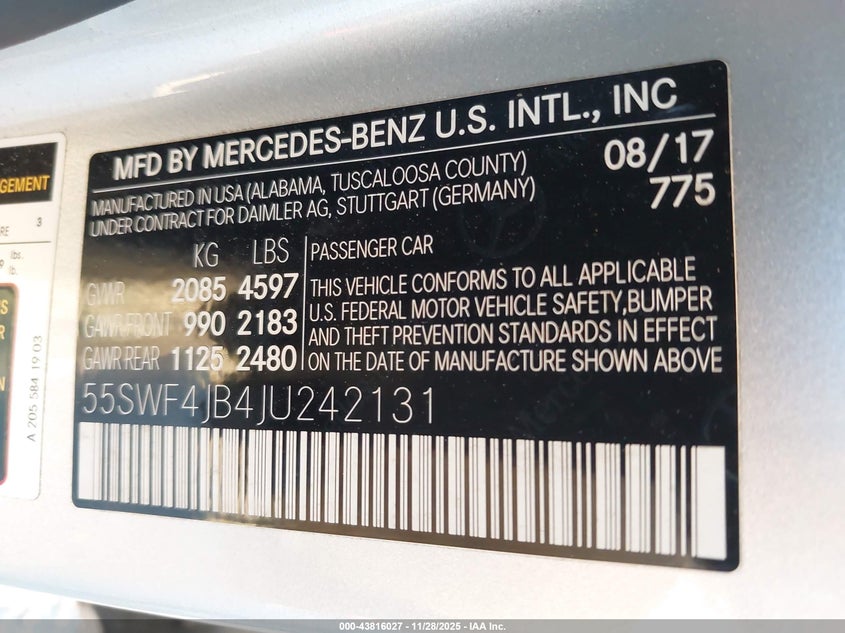 GEMENT
3
lbs.
lb.
A 205 584 19 03
MFD BY MERCEDES-BENZ U.S. INTL., INC
MANUFACTURED IN USA (ALABAMA, TUSCALOOSA COUNTY) 08/17
UNDER CONTRACT FOR DAIMLER AG, STUTTGART (GERMANY) 775
KG LBS PASSENGER CAR
GVWR 2085 4597 THIS VEHICLE CONFORMS TO ALL APPLICABLE
U.S. FEDERAL MOTOR VEHICLE SAFETY,BUMPER
GAWR FRONT 990 2183 AND THEFT PREVENTION STANDARDS IN EFFECT
GAWR REAR 1125 2480 ON THE DATE OF MANUFACTURE SHOWN ABOVE
55SWF4JB4JU242131
000-43816027 - 11/28/2025 - IAA Inc.